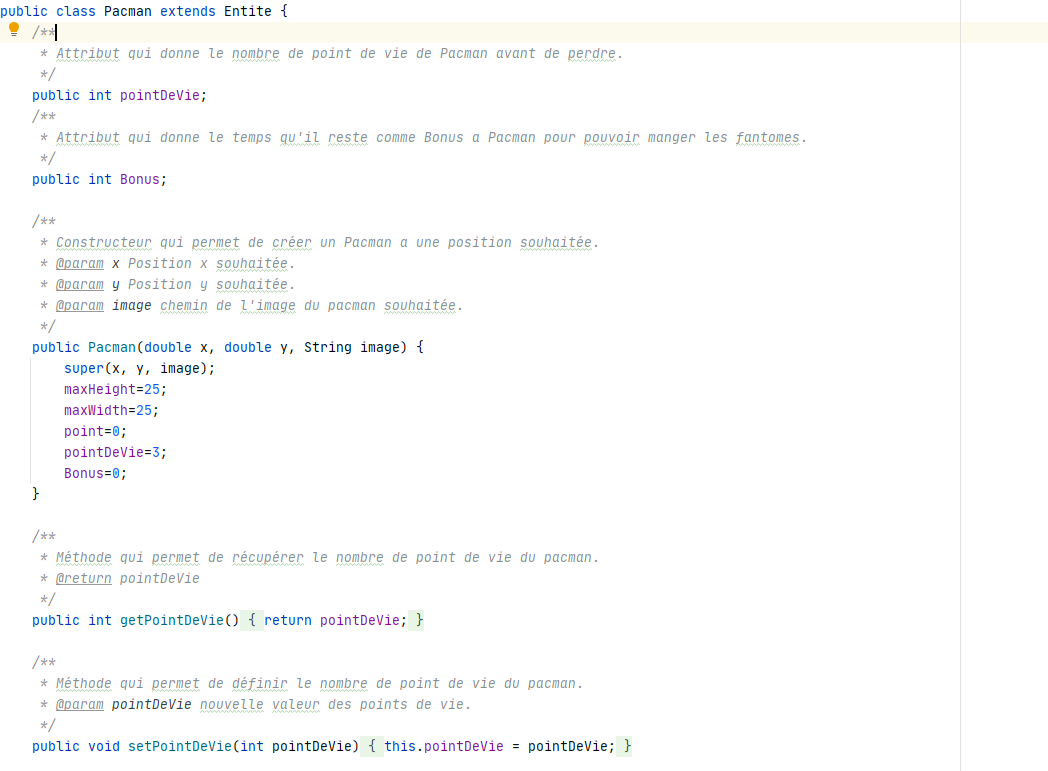 public class Pacman extends Entite {
    /**
     * Attribut qui donne le nombre de point de vie de Pacman avant de perdre.
     */
    public int pointDeVie;
    /**
     * Attribut qui donne le temps qu'il reste comme Bonus a Pacman pour pouvoir manger les fantomes.
     */
    public int Bonus;

    /**
     * Constructeur qui permet de créer un Pacman a une position souhaitée.
     * @param x Position x souhaitée.
     * @param y Position y souhaitée.
     * @param image chemin de l'image du pacman souhaitée.
     */
    public Pacman(double x, double y, String image) {
        super(x, y, image);
        maxHeight=25;
        maxWidth=25;
        point=0;
        pointDeVie=3;
        Bonus=0;
    }

    /**
     * Méthode qui permet de récupérer le nombre de point de vie du pacman.
     * @return pointDeVie
     */
    public int getPointDeVie() { return pointDeVie; }

    /**
     * Méthode qui permet de définir le nombre de point de vie du pacman.
     * @param pointDeVie nouvelle valeur des points de vie.
     */
    public void setPointDeVie(int pointDeVie) { this.pointDeVie = pointDeVie; }